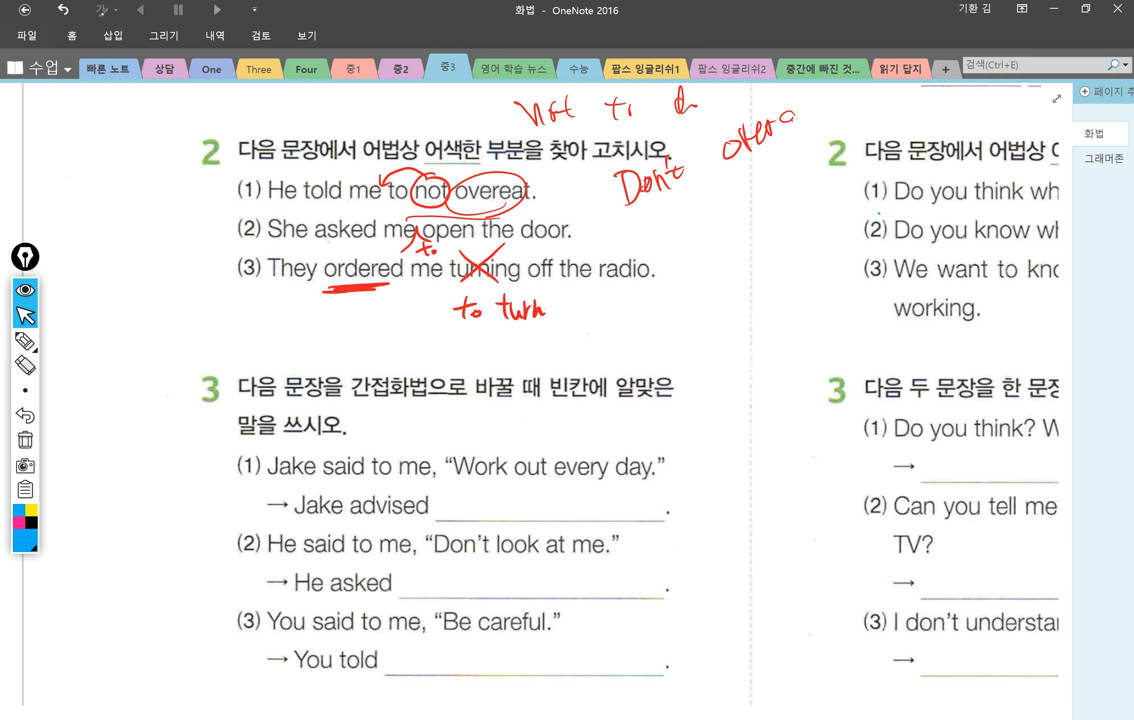 화법 - OneNote 2016
기환 김
파일 홈 삽입 그리기 내역 검토 보기
수업 빠른 노트 상담 One Three Four 중1 중2 중3 영어 학습 뉴스 수능 팝스 잉글리쉬1 팝스 잉글리쉬2 중간에 빠진 것... 읽기 답지 + 검색(Ctrl+E)
페이지 추
화법
그래머존
not to
Don't overea
2 다음 문장에서 어법상 어색한 부분을 찾아 고치시오.
(1) He told me to not overeat.
(2) She asked me open the door.
to
(3) They ordered me turning off the radio.
to turn
3 다음 문장을 간접화법으로 바꿀 때 빈칸에 알맞은
말을 쓰시오.
(1) Jake said to me, “Work out every day.”
→ Jake advised .
(2) He said to me, “Don’t look at me.”
→ He asked .
(3) You said to me, “Be careful.”
→ You told .
2 다음 문장에서 어법상 어
(1) Do you think wh
(2) Do you know wh
(3) We want to kno
working.
3 다음 두 문장을 한 문장
(1) Do you think? W
→
(2) Can you tell me
TV?
→
(3) I don’t understa
→